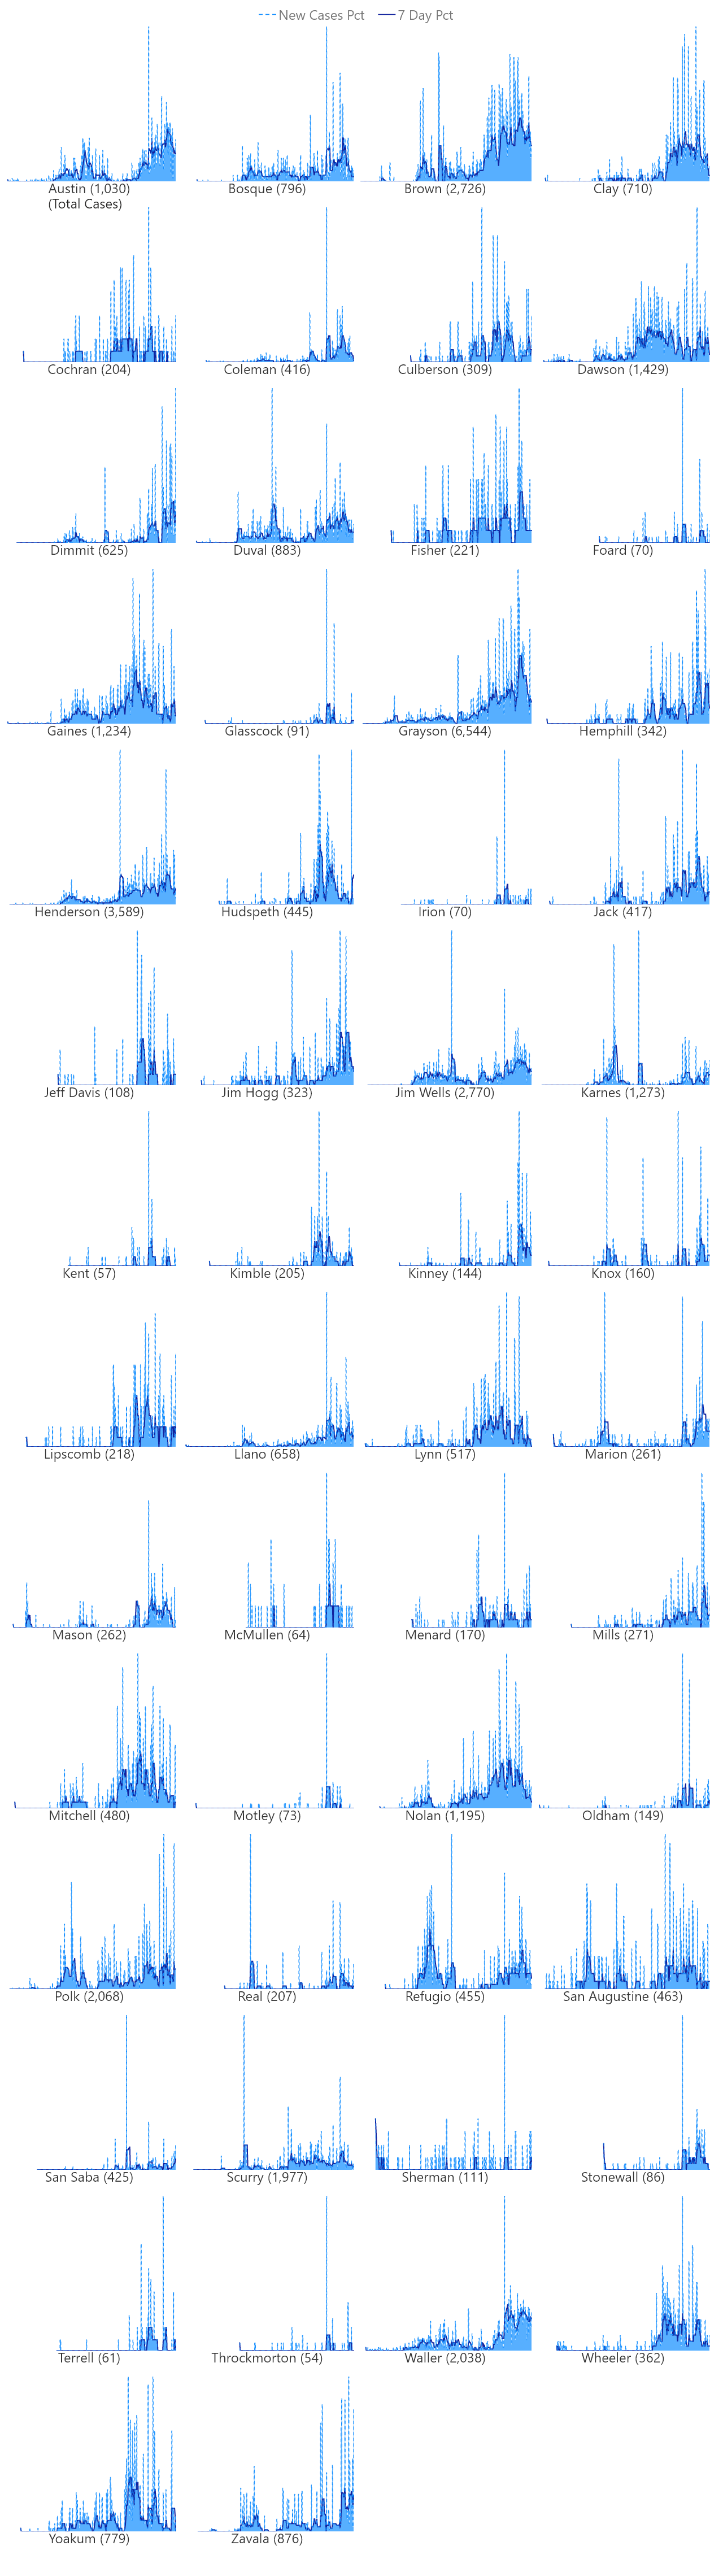 New Cases Pct 7 Day Pct
Austin (1,030) Bosque (796) Brown (2,726) Clay (710)
(Total Cases)
Cochran (204) Coleman (416) Culberson (309) Dawson (1,429)
Dimmit (625) Duval (883) Fisher (221) Foard (70)
Gaines (1,234) Glasscock (91) Grayson (6,544) Hemphill (342)
Henderson (3,589) Hudspeth (445) Irion (70) Jack (417)
Jeff Davis (108) Jim Hogg (323) Jim Wells (2,770) Karnes (1,273)
Kent (57) Kimble (205) Kinney (144) Knox (160)
Lipscomb (218) Llano (658) Lynn (517) Marion (261)
Mason (262) McMullen (64) Menard (170) Mills (271)
Mitchell (480) Motley (73) Nolan (1,195) Oldham (149)
Polk (2,068) Real (207) Refugio (455) San Augustine (463)
San Saba (425) Scurry (1,977) Sherman (111) Stonewall (86)
Terrell (61) Throckmorton (54) Waller (2,038) Wheeler (362)
Yoakum (779) Zavala (876)